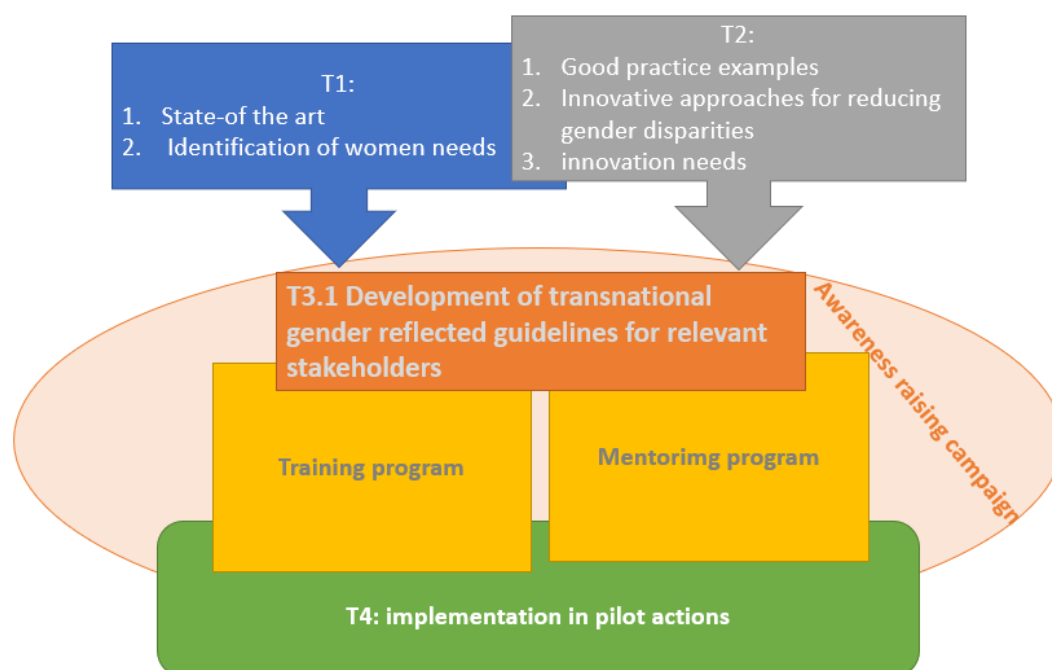 T1:
1. State-of the art
2. Identification of women needs
T2:
1. Good practice examples
2. Innovative approaches for reducing
gender disparities
3. innovation needs
T3.1 Development of transnational
gender reflected guidelines for relevant
stakeholders
Awareness raising campaign
Training program
Mentorimg program
T4: implementation in pilot actions